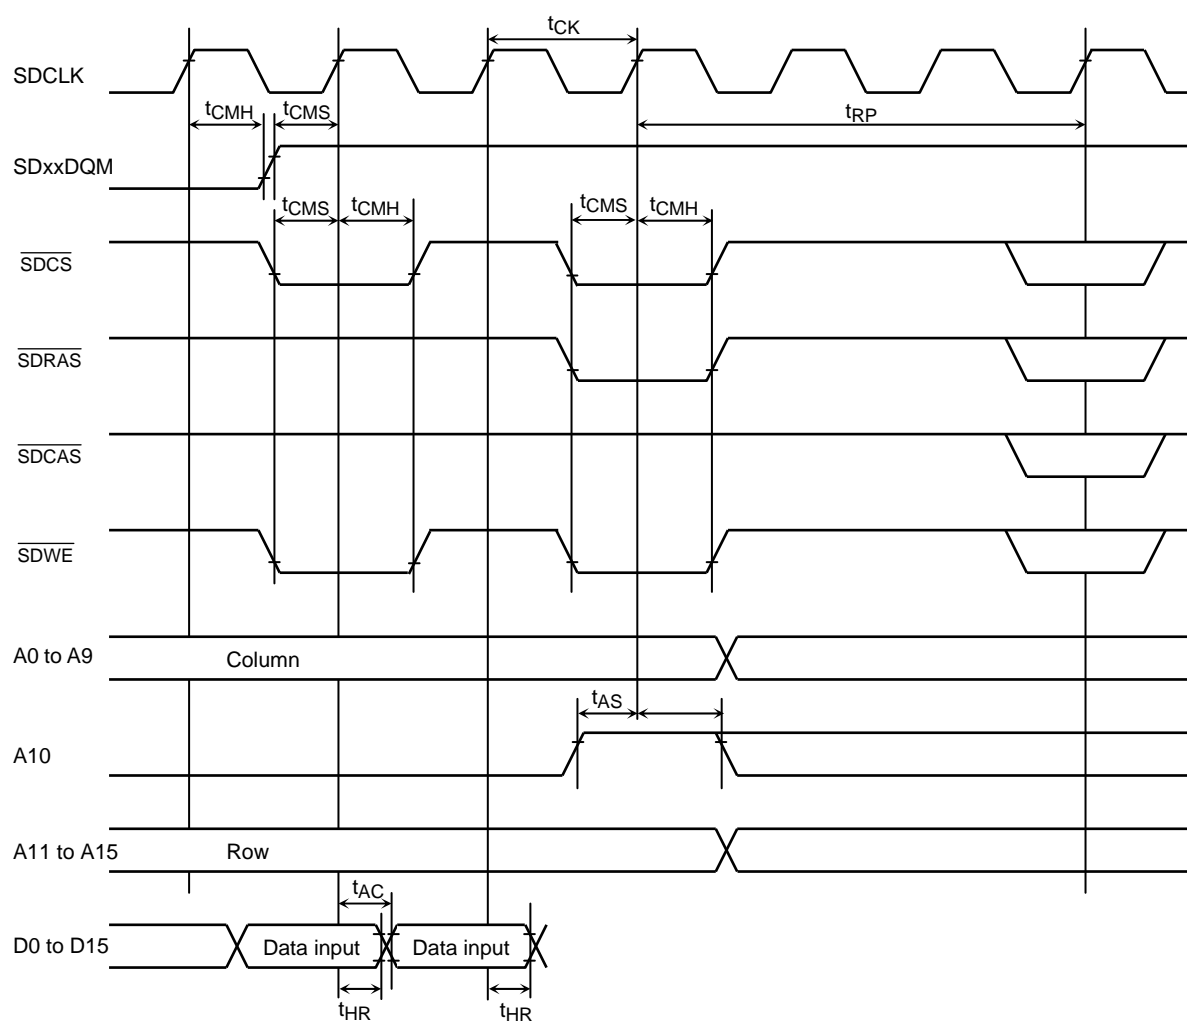 tCK
SDCLK
tCMH tCMS
tRP
SDxxDQM
tCMS tCMH tCMS tCMH
SDCS
SDRAS
SDCAS
SDWE
A0 to A9 Column
tAS
A10
A11 to A15 Row
tAC
D0 to D15 Data input Data input
tHR tHR